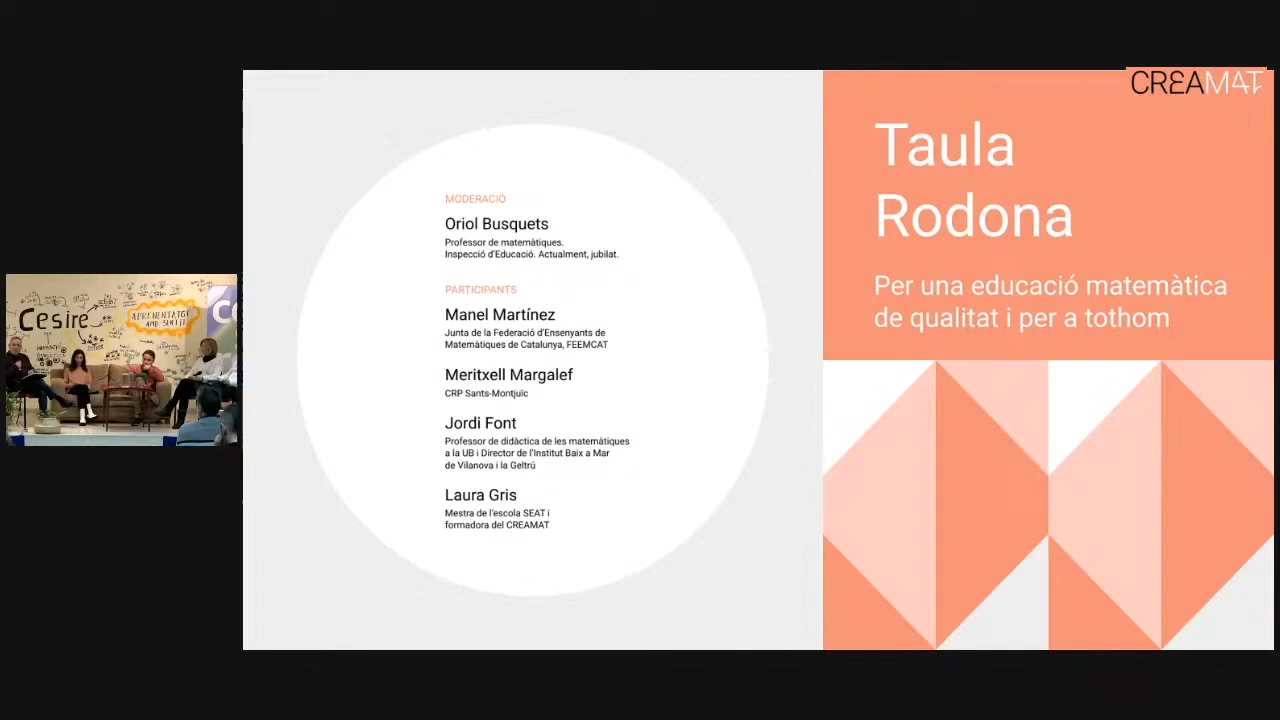 CREAMAT
Taula
Rodona
Per una educació matemàtica
de qualitat i per a tothom
MODERACIÓ
Oriol Busquets
Professor de matemàtiques.
Inspecció d'Educació. Actualment, jubilat.
PARTICIPANTS
Manel Martínez
Junta de la Federació d'Ensenyants de
Matemàtiques de Catalunya, FEEMCAT
Meritxell Margalef
CRP Sants-Montjuïc
Jordi Font
Professor de didàctica de les matemàtiques
a la UB i Director de l'Institut Baix a Mar
de Vilanova i la Geltrú
Laura Gris
Mestra de l'escola SEAT i
formadora del CREAMAT
Cesire
APRENENTATGE
AMB SENTIT